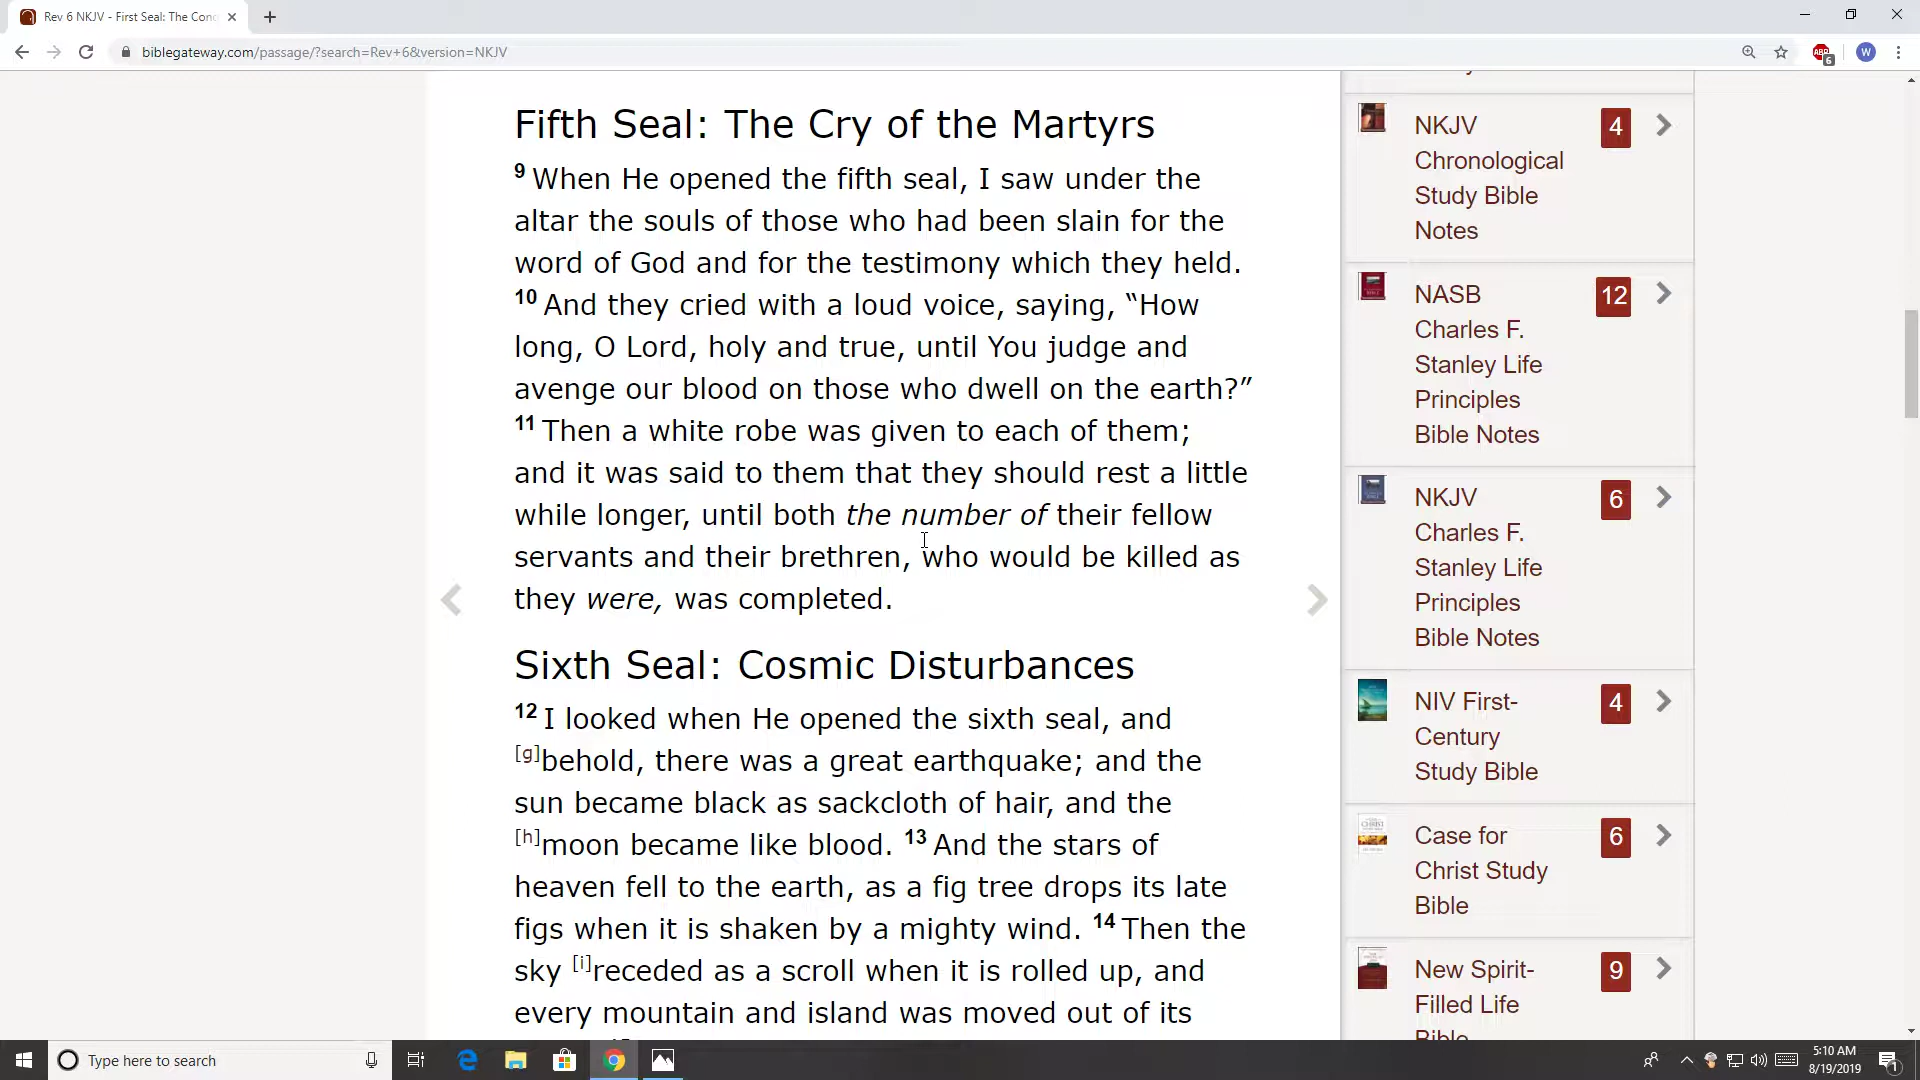 Rev 6 NKJV - First Seal: The Conq
biblegateway.com/passage/?search=Rev+6&version=NKJV
ABP
6
W
Fifth Seal: The Cry of the Martyrs
9 When He opened the fifth seal, I saw under the
altar the souls of those who had been slain for the
word of God and for the testimony which they held.
10 And they cried with a loud voice, saying, “How
long, O Lord, holy and true, until You judge and
avenge our blood on those who dwell on the earth?”
11 Then a white robe was given to each of them;
and it was said to them that they should rest a little
while longer, until both the number of their fellow
servants and their brethren, who would be killed as
they were, was completed.
Sixth Seal: Cosmic Disturbances
12 I looked when He opened the sixth seal, and
[g]behold, there was a great earthquake; and the
sun became black as sackcloth of hair, and the
[h]moon became like blood. 13 And the stars of
heaven fell to the earth, as a fig tree drops its late
figs when it is shaken by a mighty wind. 14 Then the
sky [i]receded as a scroll when it is rolled up, and
every mountain and island was moved out of its
NKJV
4
Chronological
Study Bible
Notes
NASB
12
Charles F.
Stanley Life
Principles
Bible Notes
NKJV
6
Charles F.
Stanley Life
Principles
Bible Notes
NIV First-
4
Century
Study Bible
Case for
6
Christ Study
Bible
New Spirit-
9
Filled Life
Bible
Type here to search
5:10 AM
8/19/2019
1